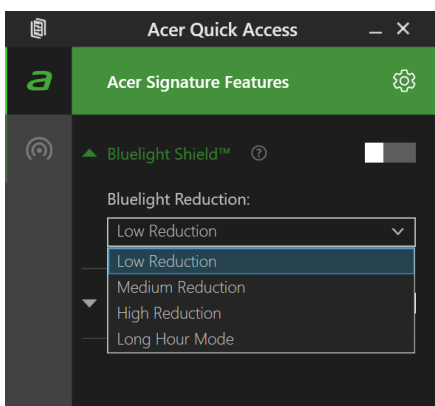 Acer Quick Access
a
Acer Signature Features
Bluelight Shield™ ?
Bluelight Reduction:
Low Reduction
Low Reduction
Medium Reduction
High Reduction
Long Hour Mode